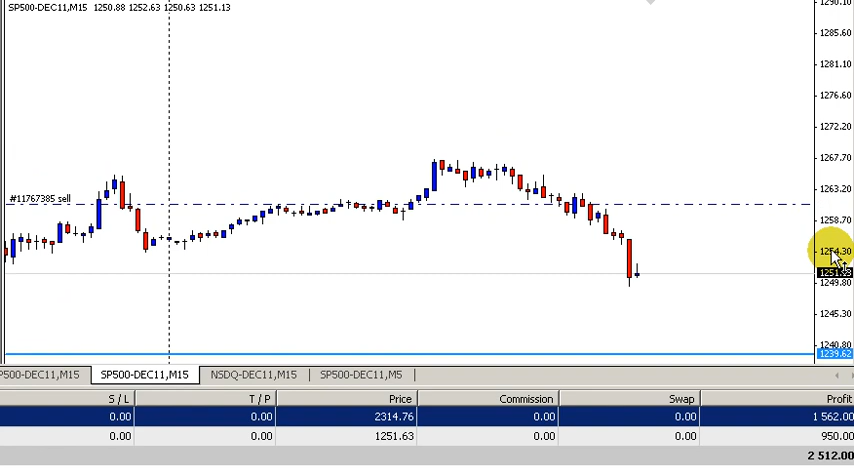 SP500-DEC11,M15 1250.88 1252.63 1250.63 1251.13
1290.10
1285.60
1281.10
1276.60
1272.20
1267.70
#11767385 sell
1263.20
1258.70
1254.30
1249.80
1245.30
1240.80
1239.62
SP500-DEC11,M15 SP500-DEC11,M15 NSDQ-DEC11,M15 SP500-DEC11,M5
S / L T / P Price Commission Swap Profit
0.00 0.00 2314.76 0.00 0.00 1 562.00
0.00 0.00 1251.63 0.00 0.00 950.00
2 512.00